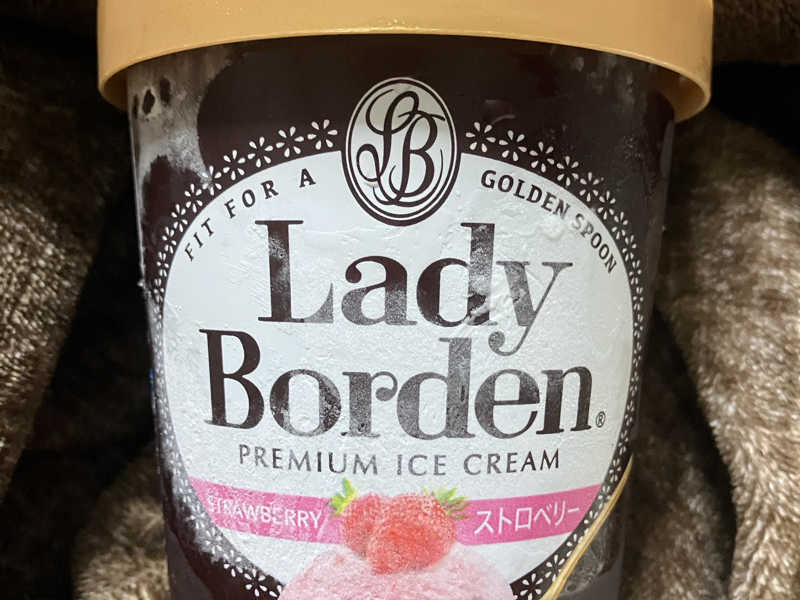 LB
FIT FOR A GOLDEN SPOON
Lady
Borden®
PREMIUM ICE CREAM
STRAWBERRY ストロベリー